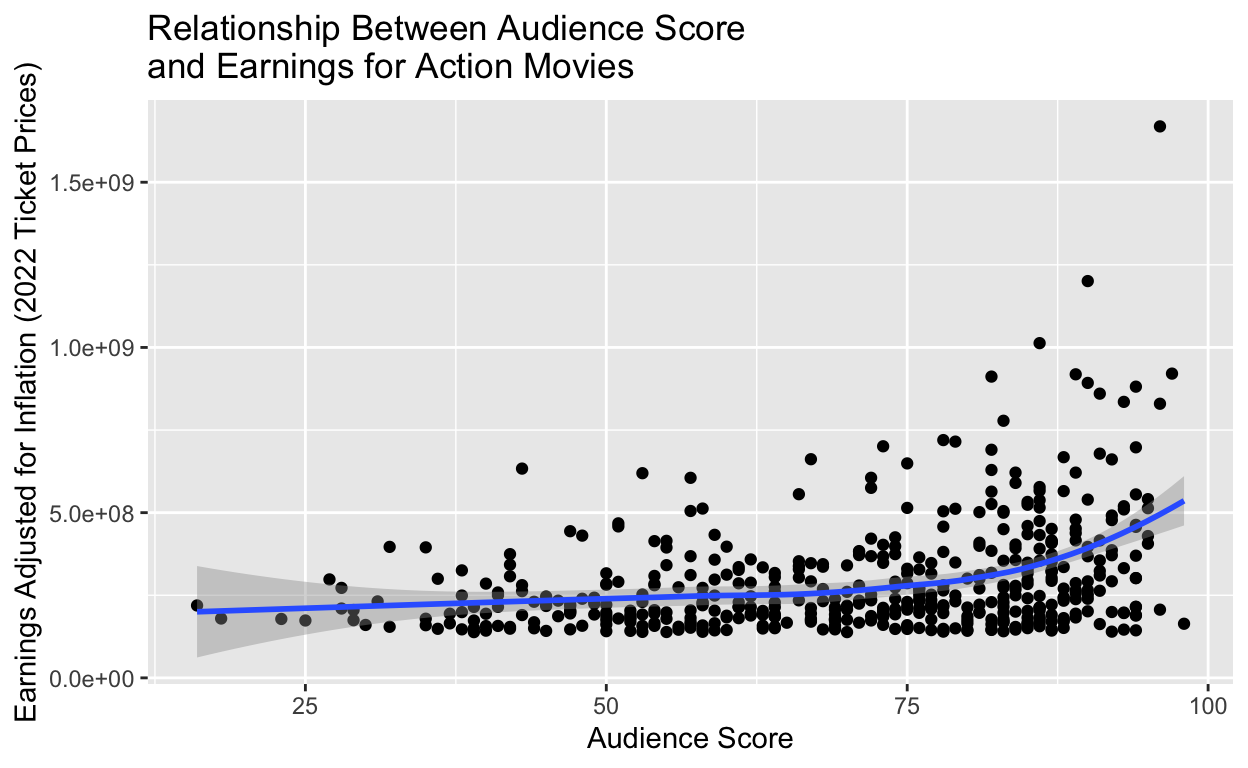 Relationship Between Audience Score
and Earnings for Action Movies
Earnings Adjusted for Inflation (2022 Ticket Prices)
1.5e+09
1.0e+09
5.0e+08
0.0e+00
25 50 75 100
Audience Score